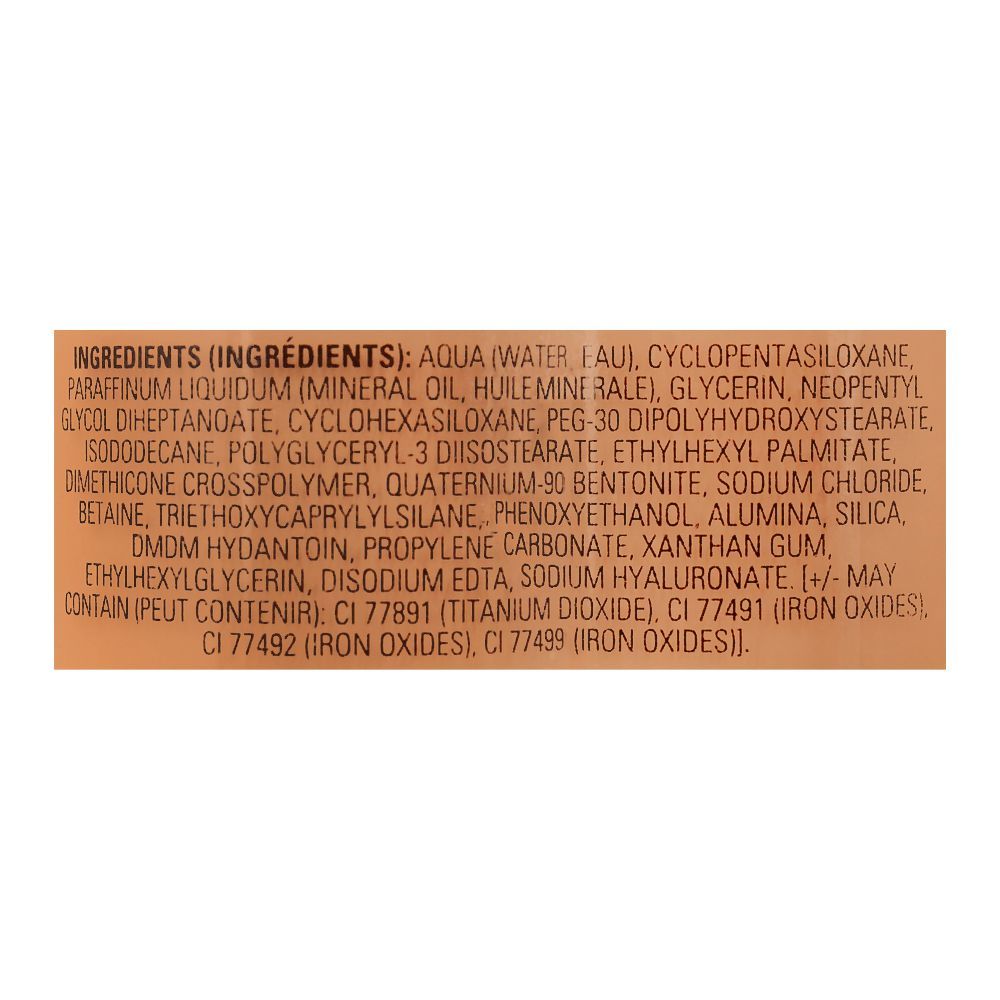 INGREDIENTS (INGRÉDIENTS): AQUA (WATER, EAU), CYCLOPENTASILOXANE,
PARAFFINUM LIQUIDUM (MINERAL OIL, HUILEMINERALE), GLYCERIN, NEOPENTYL
GLYCOL DIHEPTANOATE, CYCLOHEXASILOXANE, PEG-30 DIPOLYHYDROXYSTEARATE,
ISODODECANE, POLYGLYCERYL-3 DIISOSTEARATE, ETHYLHEXYL PALMITATE,
DIMETHICONE CROSSPOLYMER, QUATERNIUM-90 BENTONITE, SODIUM CHLORIDE,
BETAINE, TRIETHOXYCAPRYLYLSILANE, PHENOXYETHANOL, ALUMINA, SILICA,
DMDM HYDANTOIN, PROPYLENE CARBONATE, XANTHAN GUM,
ETHYLHEXYLGLYCERIN, DISODIUM EDTA, SODIUM HYALURONATE. [+/- MAY
CONTAIN (PEUT CONTENIR): CI 77891 (TITANIUM DIOXIDE), CI 77491 (IRON OXIDES),
CI 77492 (IRON OXIDES), CI 77499 (IRON OXIDES)].